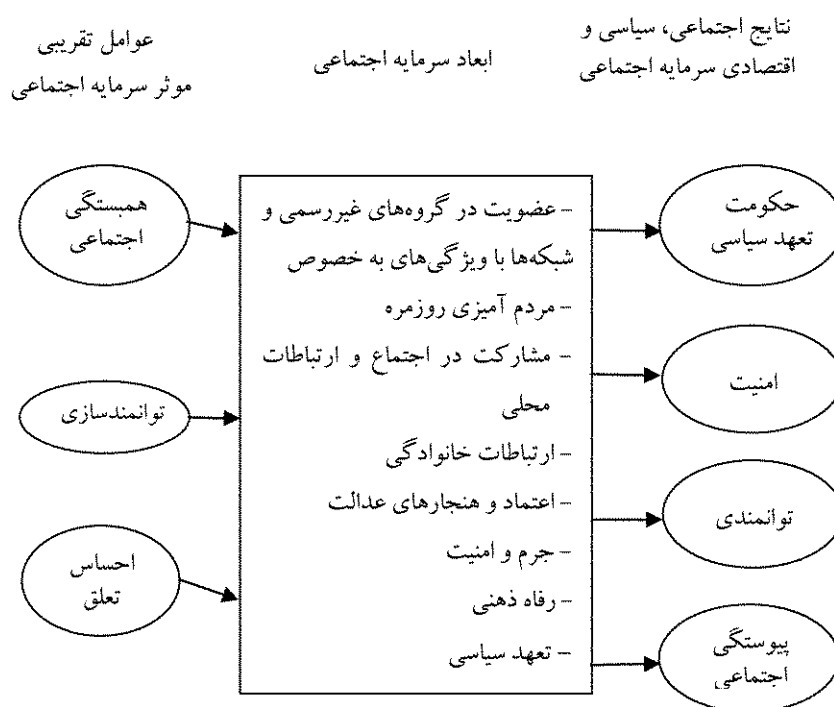 نتایج اجتماعی، سیاسی و
اقتصادی سرمایه اجتماعی
ابعاد سرمایه اجتماعی
عوامل تقریبی
موثر سرمایه اجتماعی
حکومت
تعهد سیاسی
امنیت
توانمندی
پیوستگی
اجتماعی
– عضویت در گروه‌های غیررسمی و
شبکه‌ها با ویژگی‌های به خصوص
– مردم آمیزی روزمره
– مشارکت در اجتماع و ارتباطات
محلی
– ارتباطات خانوادگی
– اعتماد و هنجارهای عدالت
– جرم و امنیت
– رفاه ذهنی
– تعهد سیاسی
همبستگی
اجتماعی
توانمندسازی
احساس
تعلق